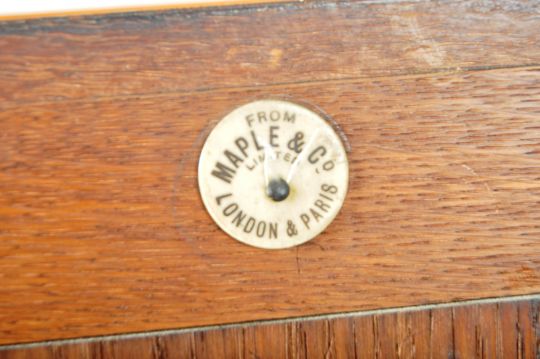 FROM
MAPLE & Co
LIMITED
LONDON & PARIS